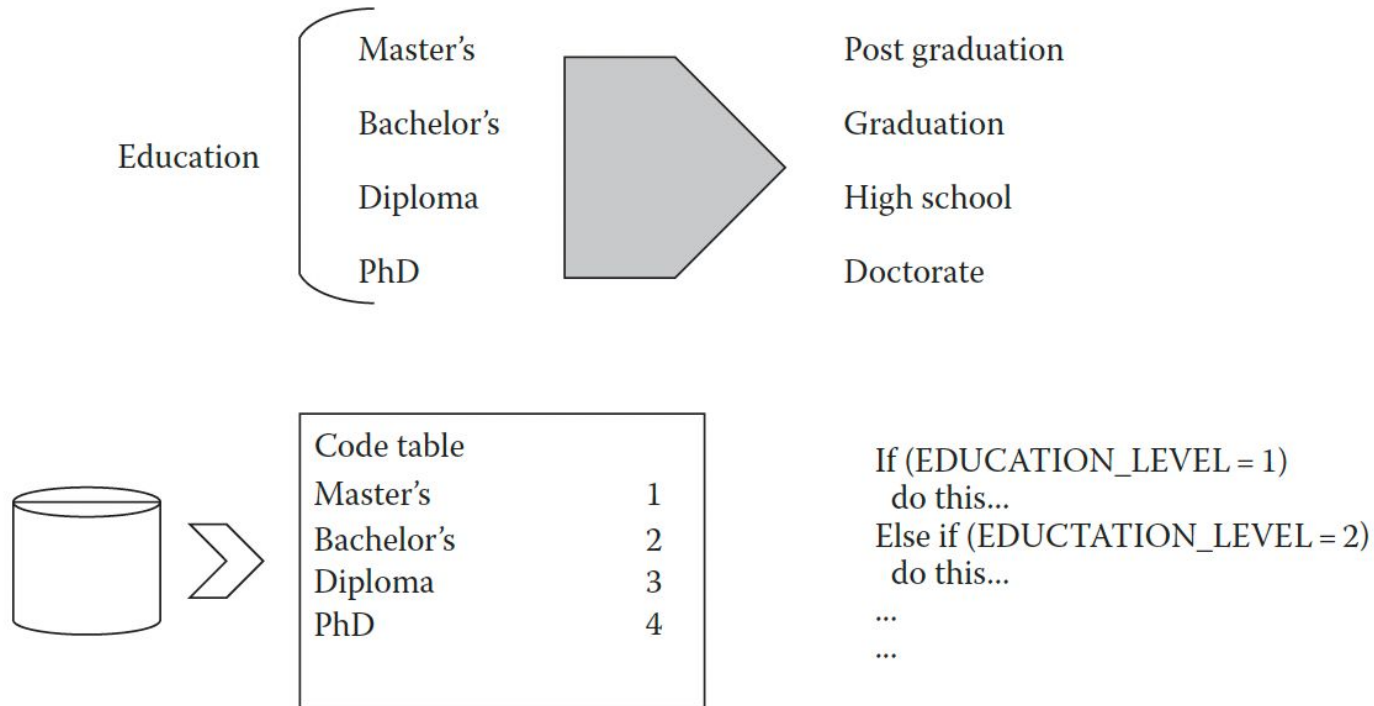 Education
Master’s
Bachelor’s
Diploma
PhD
Post graduation
Graduation
High school
Doctorate
Code table
Master’s 1
Bachelor’s 2
Diploma 3
PhD 4
If (EDUCATION_LEVEL = 1)
do this...
Else if (EDUCTATION_LEVEL = 2)
do this...
...
...